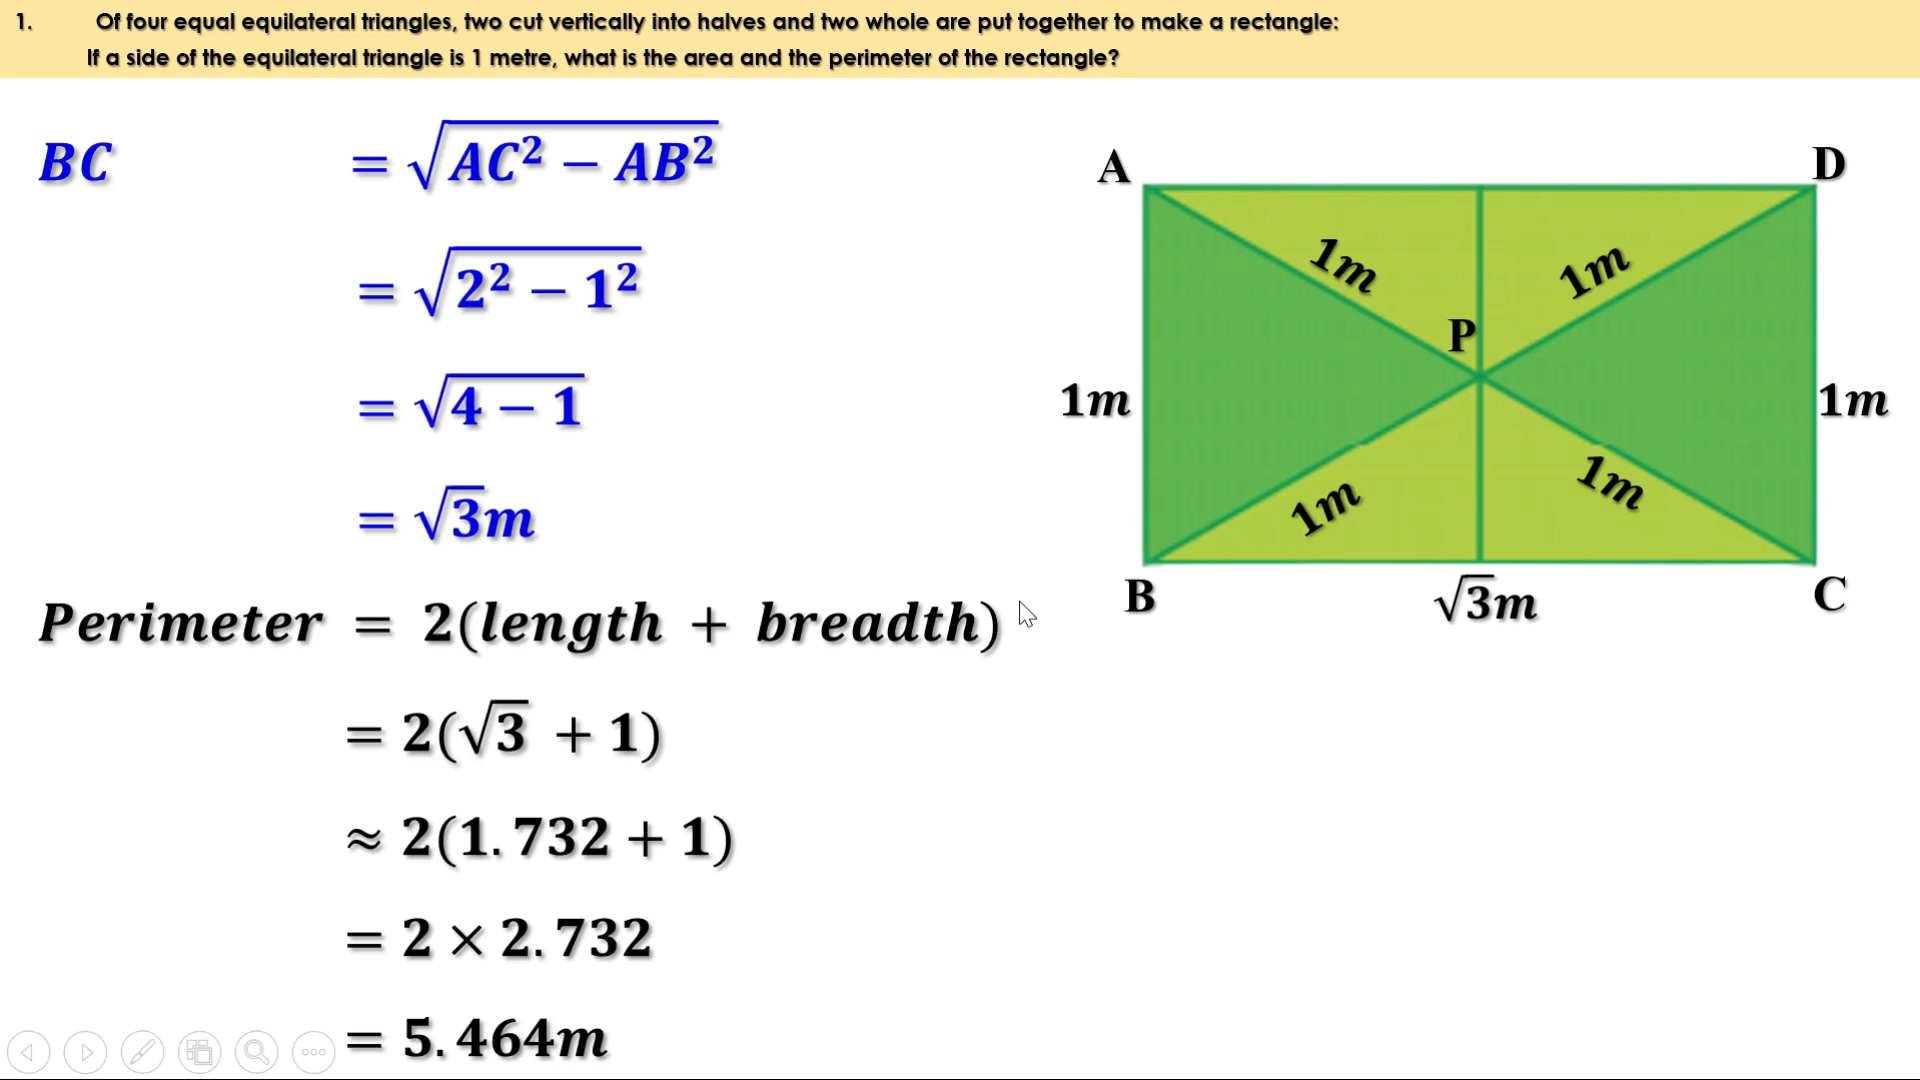 1. Of four equal equilateral triangles, two cut vertically into halves and two whole are put together to make a rectangle:
If a side of the equilateral triangle is 1 metre, what is the area and the perimeter of the rectangle?
BC = √(AC² − AB²)
= √(2² − 1²)
= √(4 − 1)
= √3m
Perimeter = 2(length + breadth)
= 2(√3 + 1)
≈ 2(1.732 + 1)
= 2 × 2.732
= 5.464m
A
D
1m
1m
P
1m
1m
1m
1m
B
√3m
C